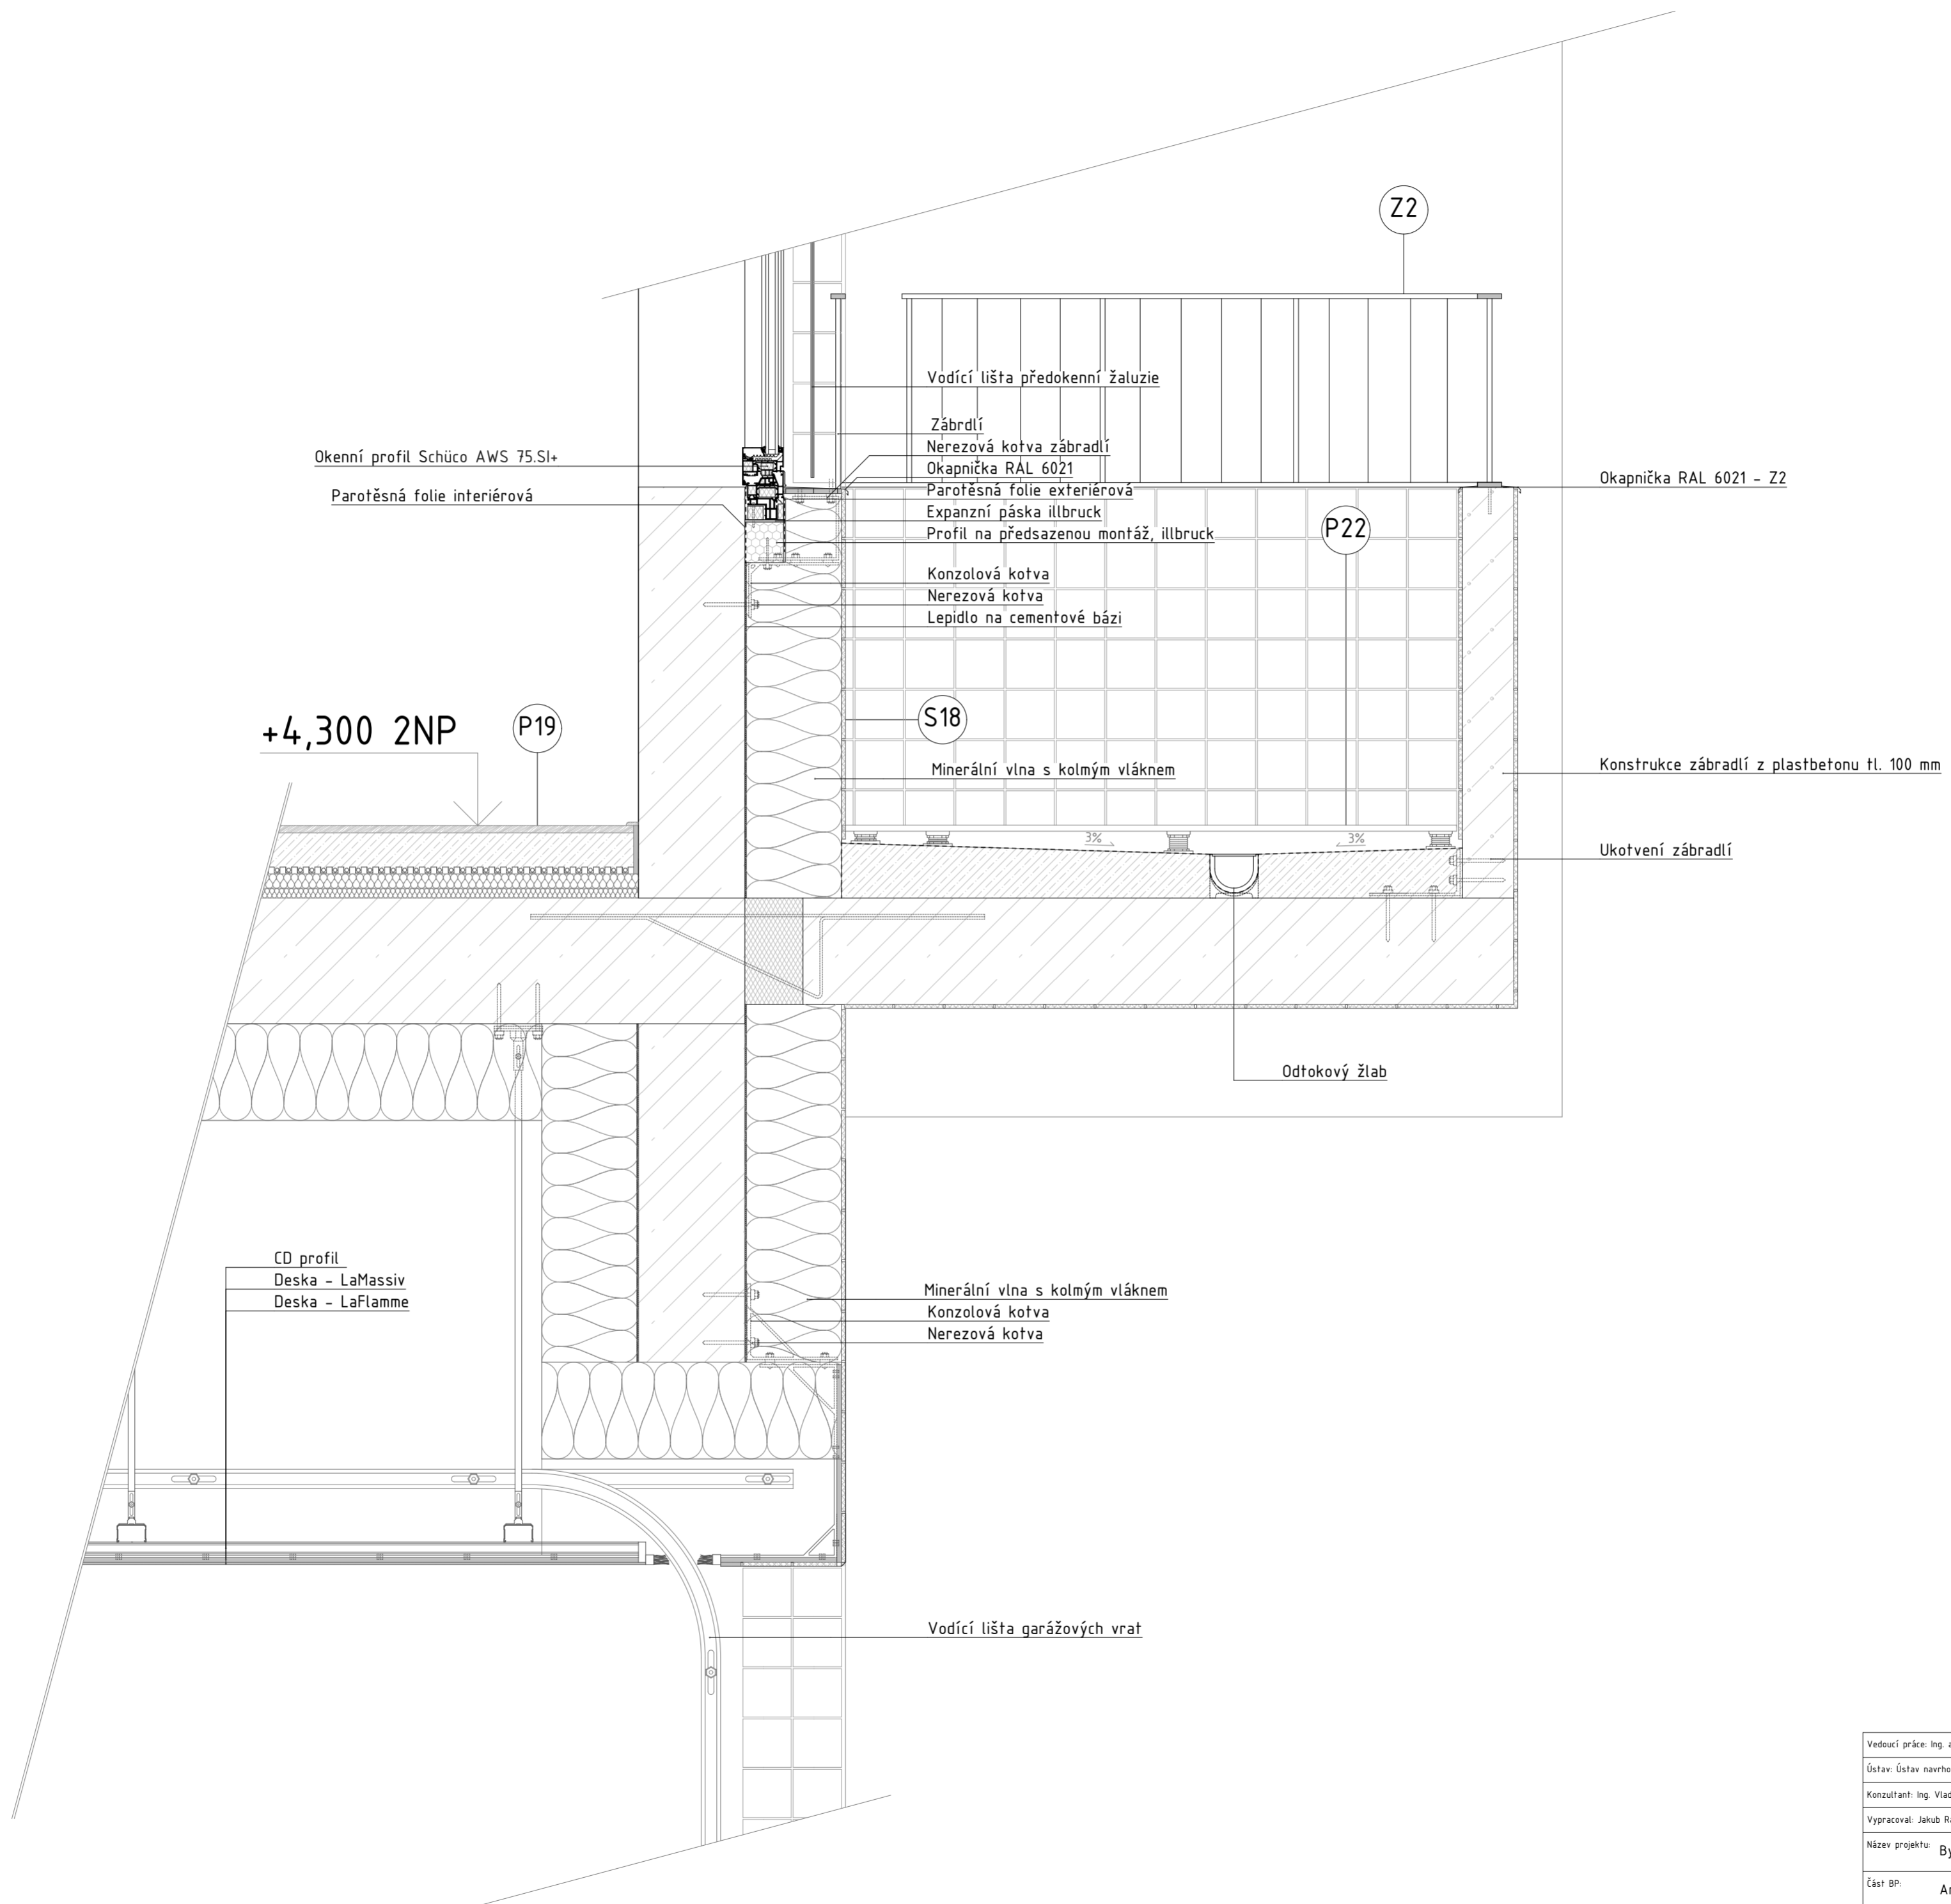 Z2
Vodící lišta předokenní žaluzie
Zábrdlí
Nerezová kotva zábradlí
Okapnička RAL 6021
Parotěsná folie exteriérová
Expanzní páska illbruck
Profil na předsazenou montáž, illbruck
Okenní profil Schüco AWS 75.SI+
Parotěsná folie interiérová
Okapnička RAL 6021 - Z2
P22
Konzolová kotva
Nerezová kotva
Lepidlo na cementové bázi
S18
+4,300 2NP
P19
Minerální vlna s kolmým vláknem
Konstrukce zábradlí z plastbetonu tl. 100 mm
3%
3%
Ukotvení zábradlí
Odtokový žlab
CD profil
Deska - LaMassiv
Deska - LaFlamme
Minerální vlna s kolmým vláknem
Konzolová kotva
Nerezová kotva
Vodící lišta garážových vrat
Vedoucí práce: Ing.
Ústav: Ústav
Konzultant: Ing.
Vypracoval: Jakub
Název projektu:
Část BP: